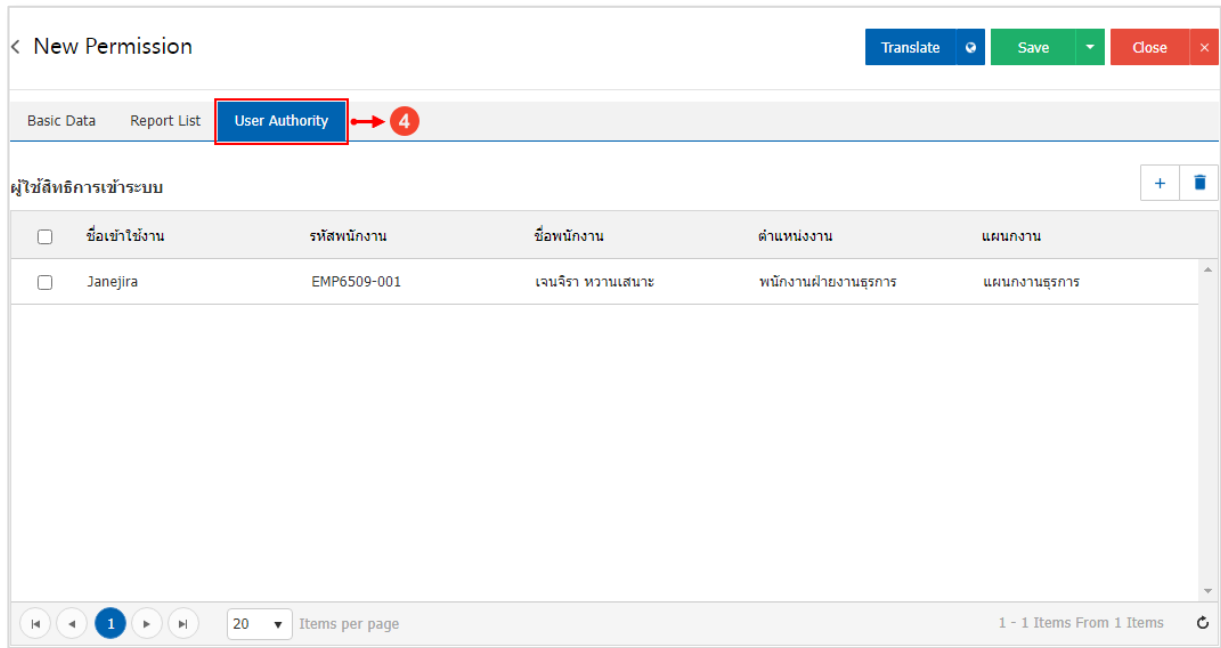 New Permission
Translate Save Close
Basic Data Report List User Authority 4
ผู้ใช้สิทธิการเข้าระบบ
ชื่อเข้าใช้งาน รหัสพนักงาน ชื่อพนักงาน ตำแหน่งงาน แผนกงาน
Janejira EMP6509-001 เจนจิรา หวานเสนาะ พนักงานฝ่ายงานธุรการ แผนกงานธุรการ
1 20 Items per page 1 - 1 Items From 1 Items